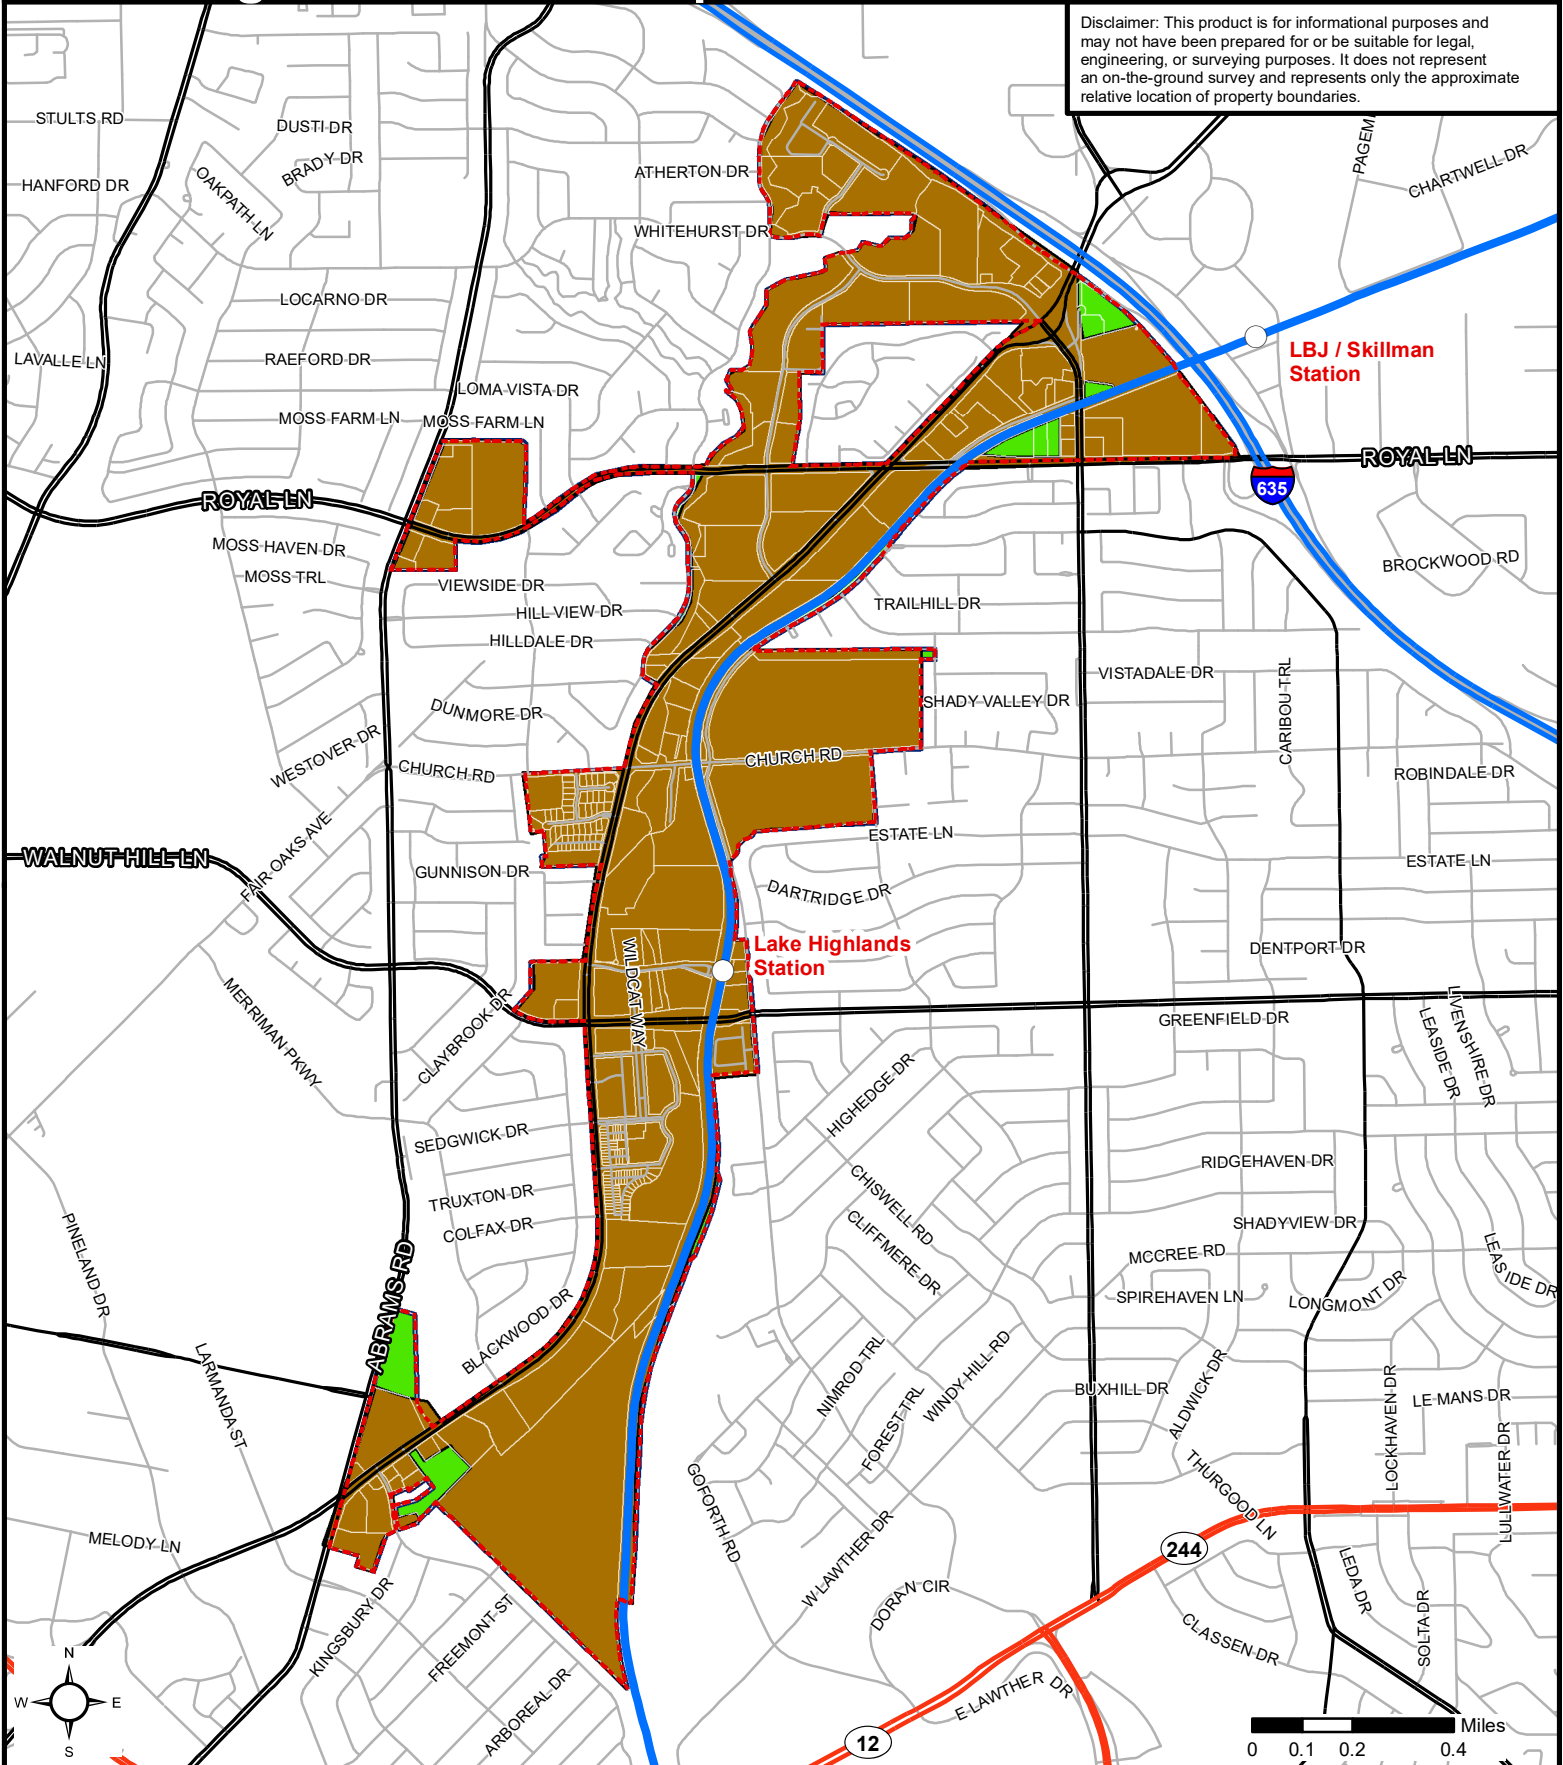 Disclaimer: This product is for informational purposes and
may not have been prepared for or be suitable for legal,
engineering, or surveying purposes. It does not represent
an on-the-ground survey and represents only the approximate
relative location of property boundaries.
STULTS RD
DUSTI DR
BRADY DR
HANFORD DR
OAKPATH LN
ATHERTON DR
CHARTWELL DR
WHITEHURST DR
LOCARNO DR
LAVALLE LN
RAEFORD DR
LBJ / Skillman
Station
LOMA VISTA DR
MOSS FARM LN
MOSS FARM LN
ROYAL LN
ROYAL LN
635
MOSS HAVEN DR
MOSS TRL
VIEWSIDE DR
BROCKWOOD RD
HILL VIEW DR
TRAILHILL DR
HILLDALE DR
VISTADALE DR
CARIBOU TRL
SHADY VALLEY DR
DUNMORE DR
WESTOVER DR
CHURCH RD
CHURCH RD
ROBINDALE DR
ESTATE LN
WALNUT HILL LN
FAIR OAKS AVE
GUNNISON DR
ESTATE LN
DARTRIDGE DR
Lake Highlands
Station
WILDCAT WAY
DENTPORT DR
MERRIMAN PKWY
CLAYBROOK DR
GREENFIELD DR
LEASIDE DR
LIVENSHIRE DR
HIGHEDGE DR
SEDGWICK DR
RIDGEHAVEN DR
TRUXTON DR
CHISWELL RD
COLFAX DR
CLIFFMERE DR
SHADYVIEW DR
PINELAND DR
MCCREE RD
LEASIDE DR
ABRAMS RD
SPIREHAVEN LN
LONGMONT DR
BLACKWOOD DR
LARMANDA ST
NIMROD TRL
WINDY HILL RD
FOREST TRL
BUXHILL DR
ALDWICK DR
LOCKHAVEN DR
LE MANS DR
LULLWATER DR
GOFORTH RD
THURGOOD LN
MELODY LN
W LAWTHER DR
244
LEDA DR
SOLTA DR
DORAN CIR
KINGSBURY DR
FREEMONT ST
CLASSEN DR
ARBOREAL DR
E LAWTHER DR
12
N
W
E
S
Miles
0 0.1 0.2 0.4